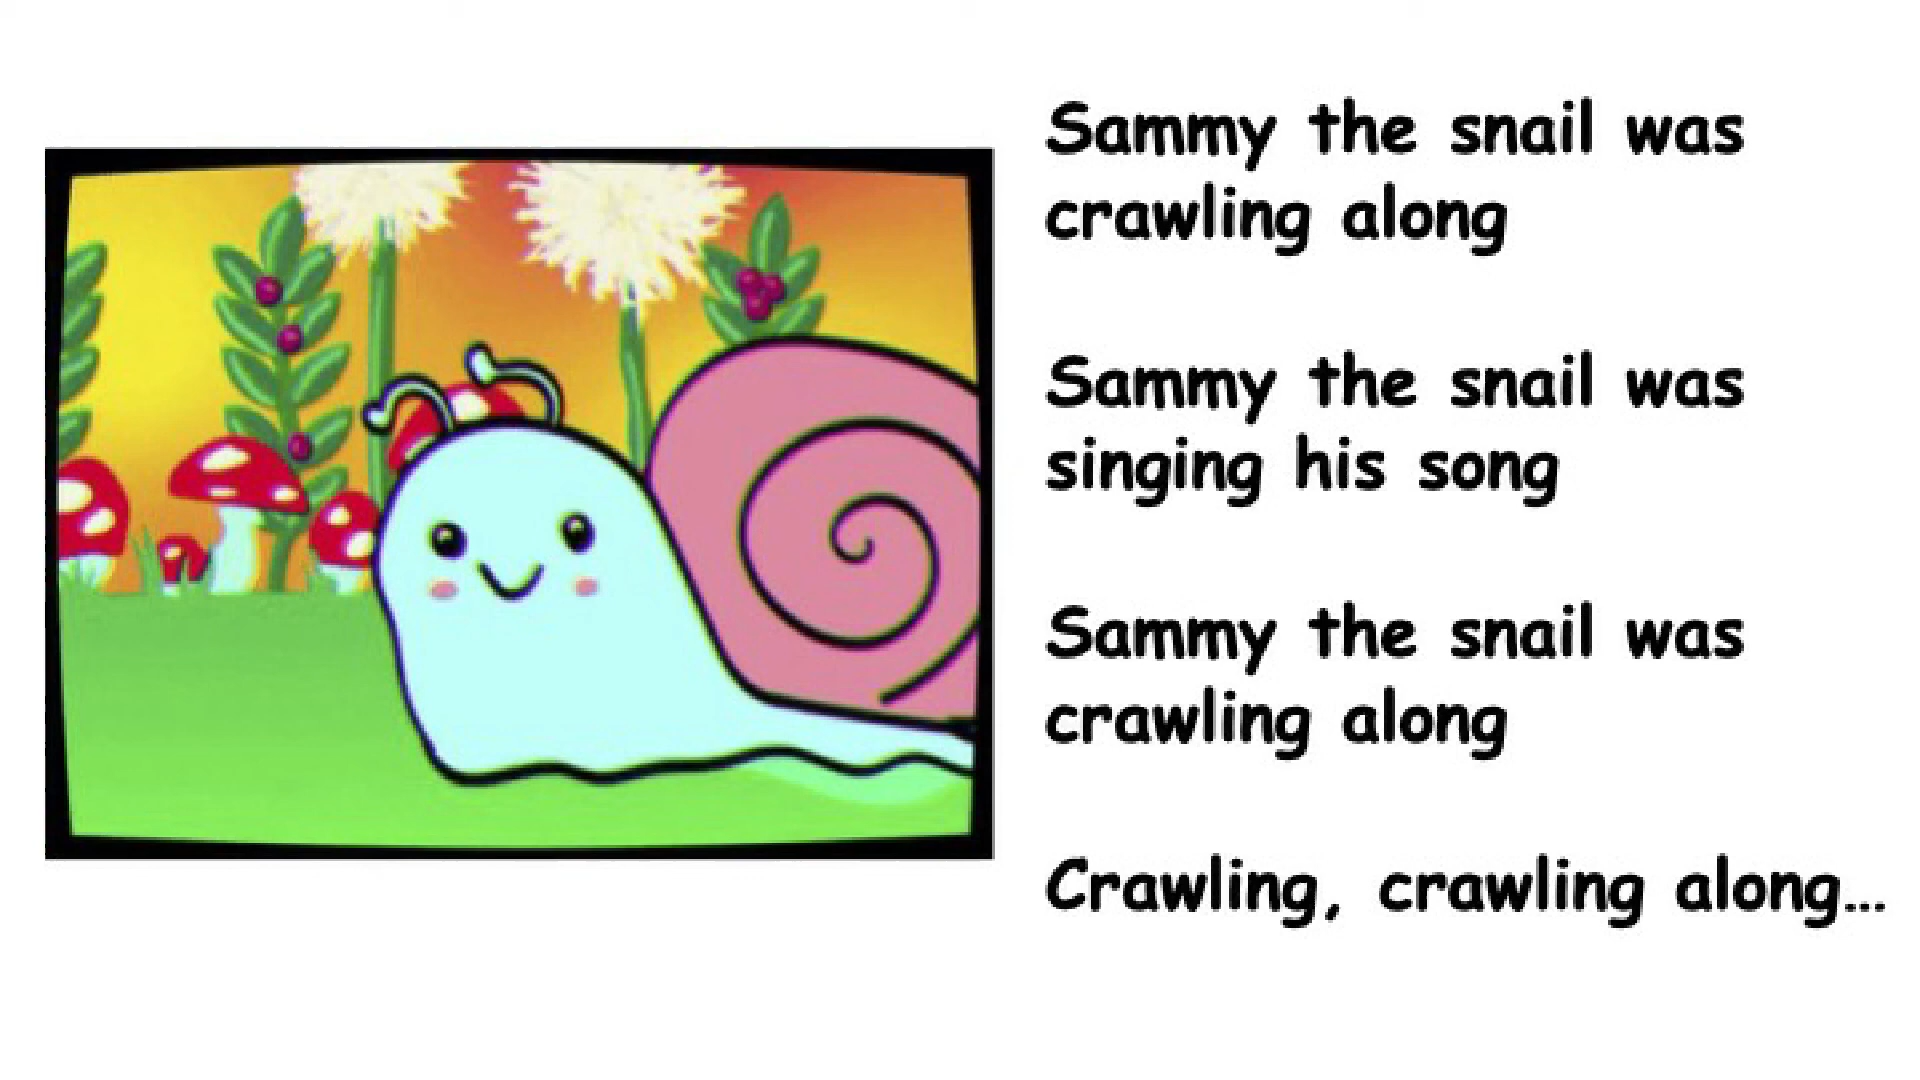 Sammy the snail was
crawling along
Sammy the snail was
singing his song
Sammy the snail was
crawling along
Crawling, crawling along...